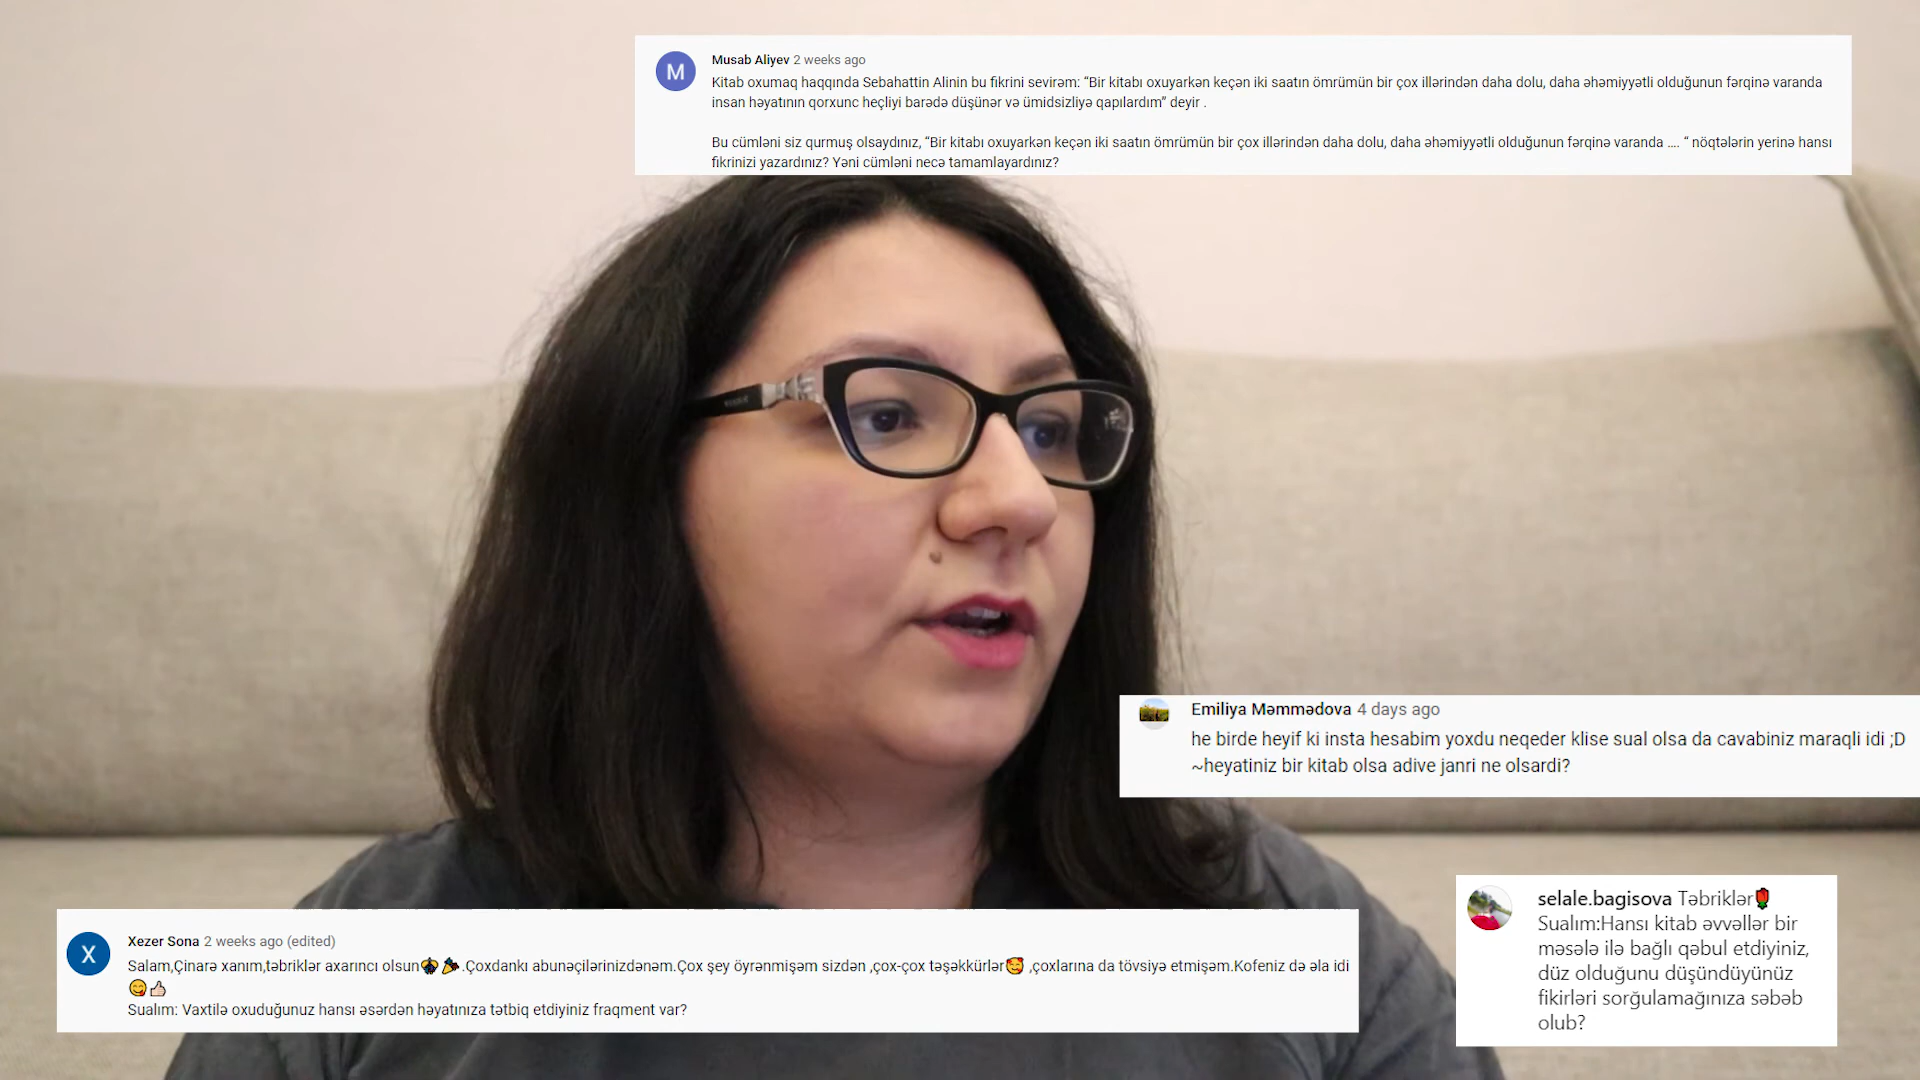 Musab Aliyev 2 weeks ago
Kitab oxumaq haqqında Sebahattin Alinin bu fikrini sevirəm: “Bir kitabı oxuyarkən keçən iki saatın ömrümün bir çox illərindən daha dolu, daha əhəmiyyətli olduğunun fərqinə varanda
insan həyatının qorxunc heçliyi barədə düşünər və ümidsizliyə qapılardım” deyir .
Bu cümləni siz qurmuş olsaydınız, “Bir kitabı oxuyarkən keçən iki saatın ömrümün bir çox illərindən daha dolu, daha əhəmiyyətli olduğunun fərqinə varanda .... “ nöqtələrin yerinə hansı
fikrinizi yazardınız? Yəni cümləni necə tamamlayardınız?
M
Emiliya Məmmədova 4 days ago
he birde heyif ki insta hesabim yoxdu neqeder klise sual olsa da cavabiniz maraqli idi ;D
~heyatiniz bir kitab olsa adive janri ne olsardi?
selale.bagisova Təbriklər🌹
Sualım:Hansı kitab əvvəllər bir
məsələ ilə bağlı qəbul etdiyiniz,
düz olduğunu düşündüyünüz
fikirləri sorğulamağınıza səbəb
olub?
X
Xezer Sona 2 weeks ago (edited)
Salam,Çinarə xanım,təbriklər axarıncı olsun💐🎉.Çoxdankı abunəçilərinizdənəm.Çox şey öyrənmişəm sizdən ,çox-çox təşəkkürlər🥰 ,çoxlarına da tövsiyə etmişəm.Kofeniz də əla idi
😋👍🏻
Sualım: Vaxtilə oxuduğunuz hansı əsərdən həyatınıza tətbiq etdiyiniz fraqment var?